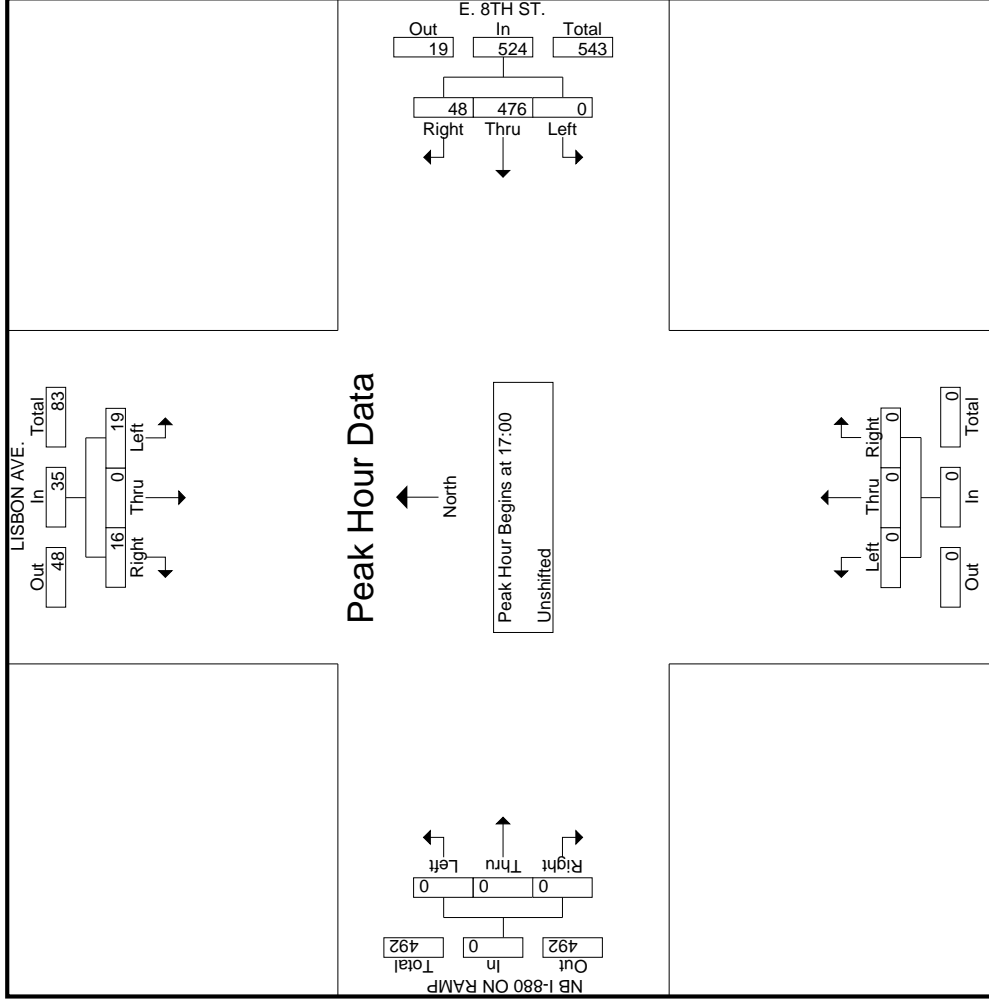 E. 8TH ST.
Out In Total
19 524 543
48 476 0
Right Thru Left
LISBON AVE.
Out In Total
48 35 83
16 0 19
Right Thru Left
Peak Hour Data
North
Peak Hour Begins at 17:00
Unshifted
Left Thru Right
0 0 0
0 0 0
Out In Total
Left Thru Right
0 0 0
492 0 492
Total In Out
NB I-880 ON RAMP